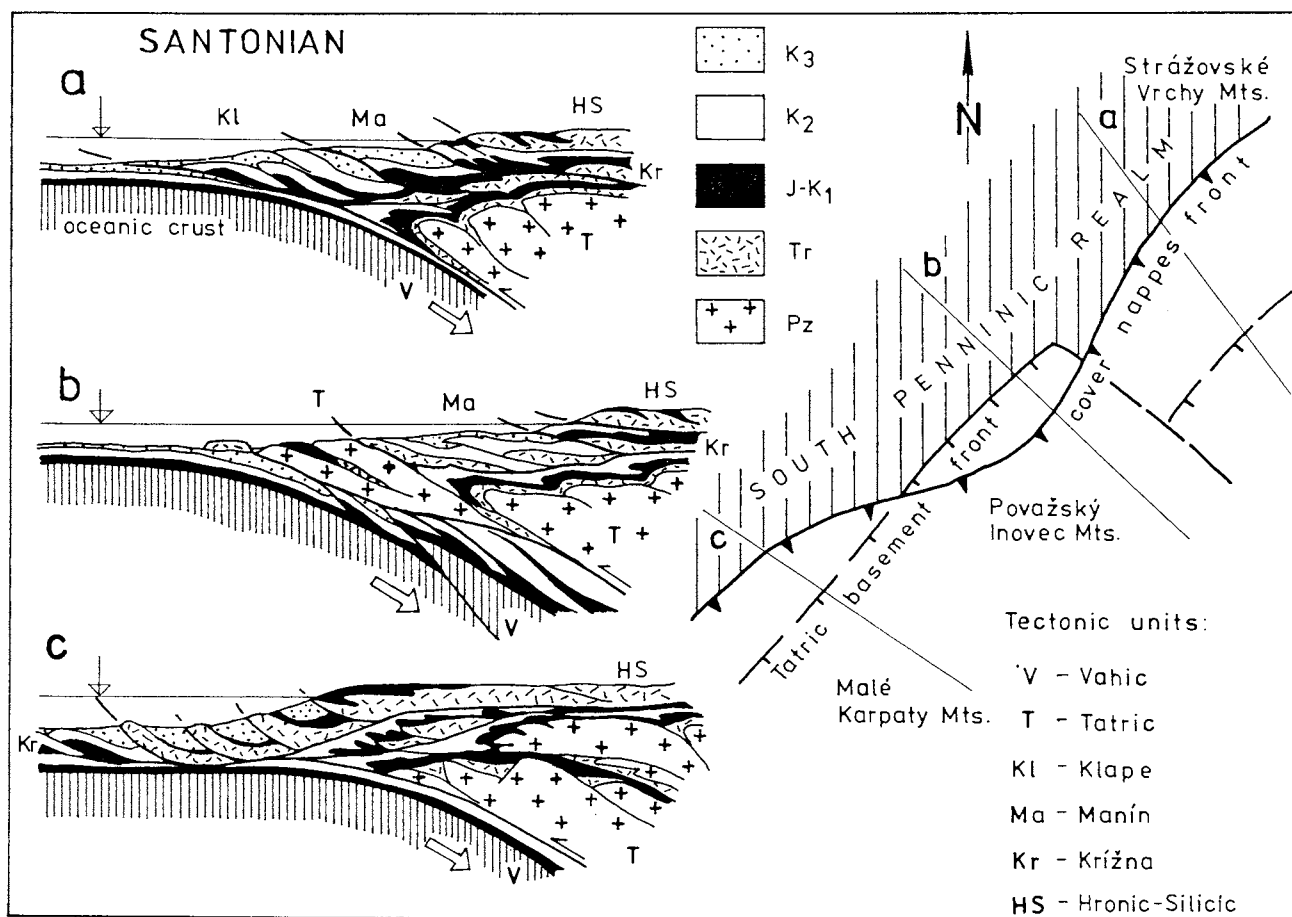 SANTONIAN
a
Kl
Ma
HS
Kr
oceanic crust
T
V
b
T
Ma
HS
Kr
T
V
c
HS
Kr
T
V
K3
K2
J-K1
Tr
Pz
N
Strážovské
Vrchy Mts.
a
b
c
SOUTH PENNINIC REALM
cover nappes front
Tatric basement front
Považský
Inovec Mts.
Malé
Karpaty Mts.
Tectonic units:
V - Vahic
T - Tatric
Kl - Klape
Ma - Manín
Kr - Krížna
HS - Hronic-Silicic